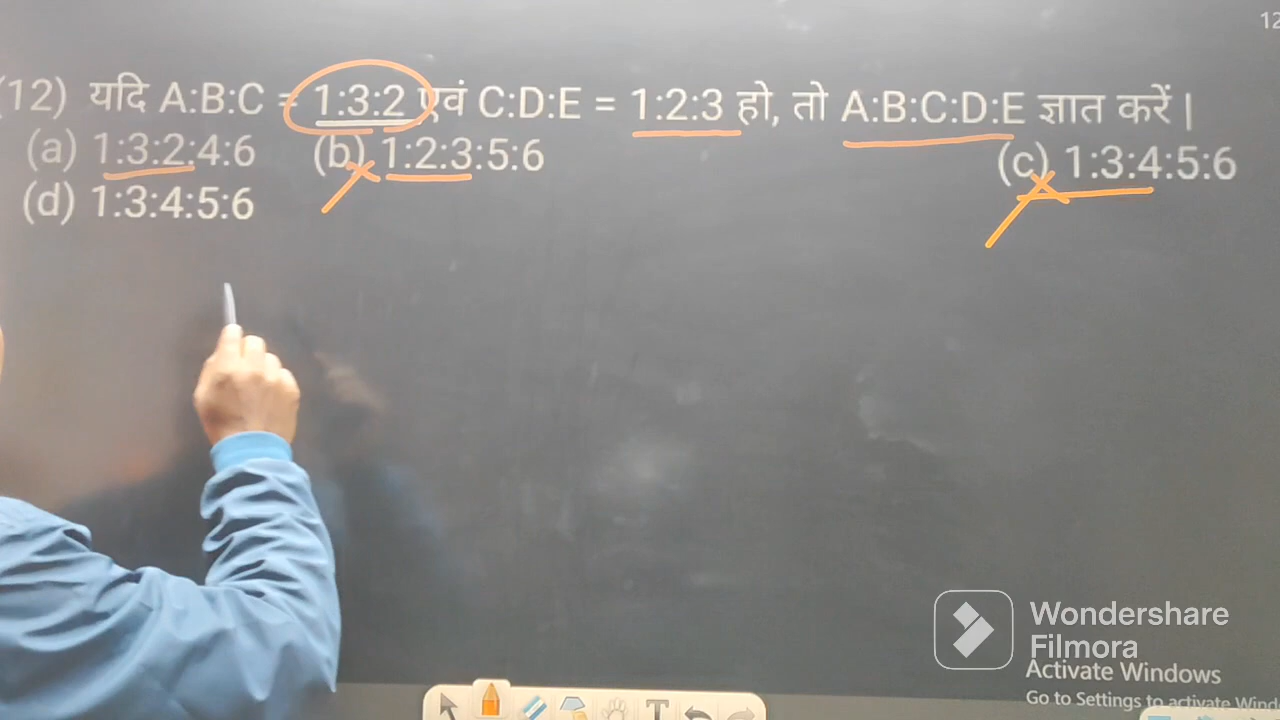 12
(12) यदि A:B:C = 1:3:2 एवं C:D:E = 1:2:3 हो, तो A:B:C:D:E ज्ञात करें |
(a) 1:3:2:4:6 (b) 1:2:3:5:6 (c) 1:3:4:5:6
(d) 1:3:4:5:6
Wondershare
Filmora
Activate Windows
Go to Settings to activate Wind
T